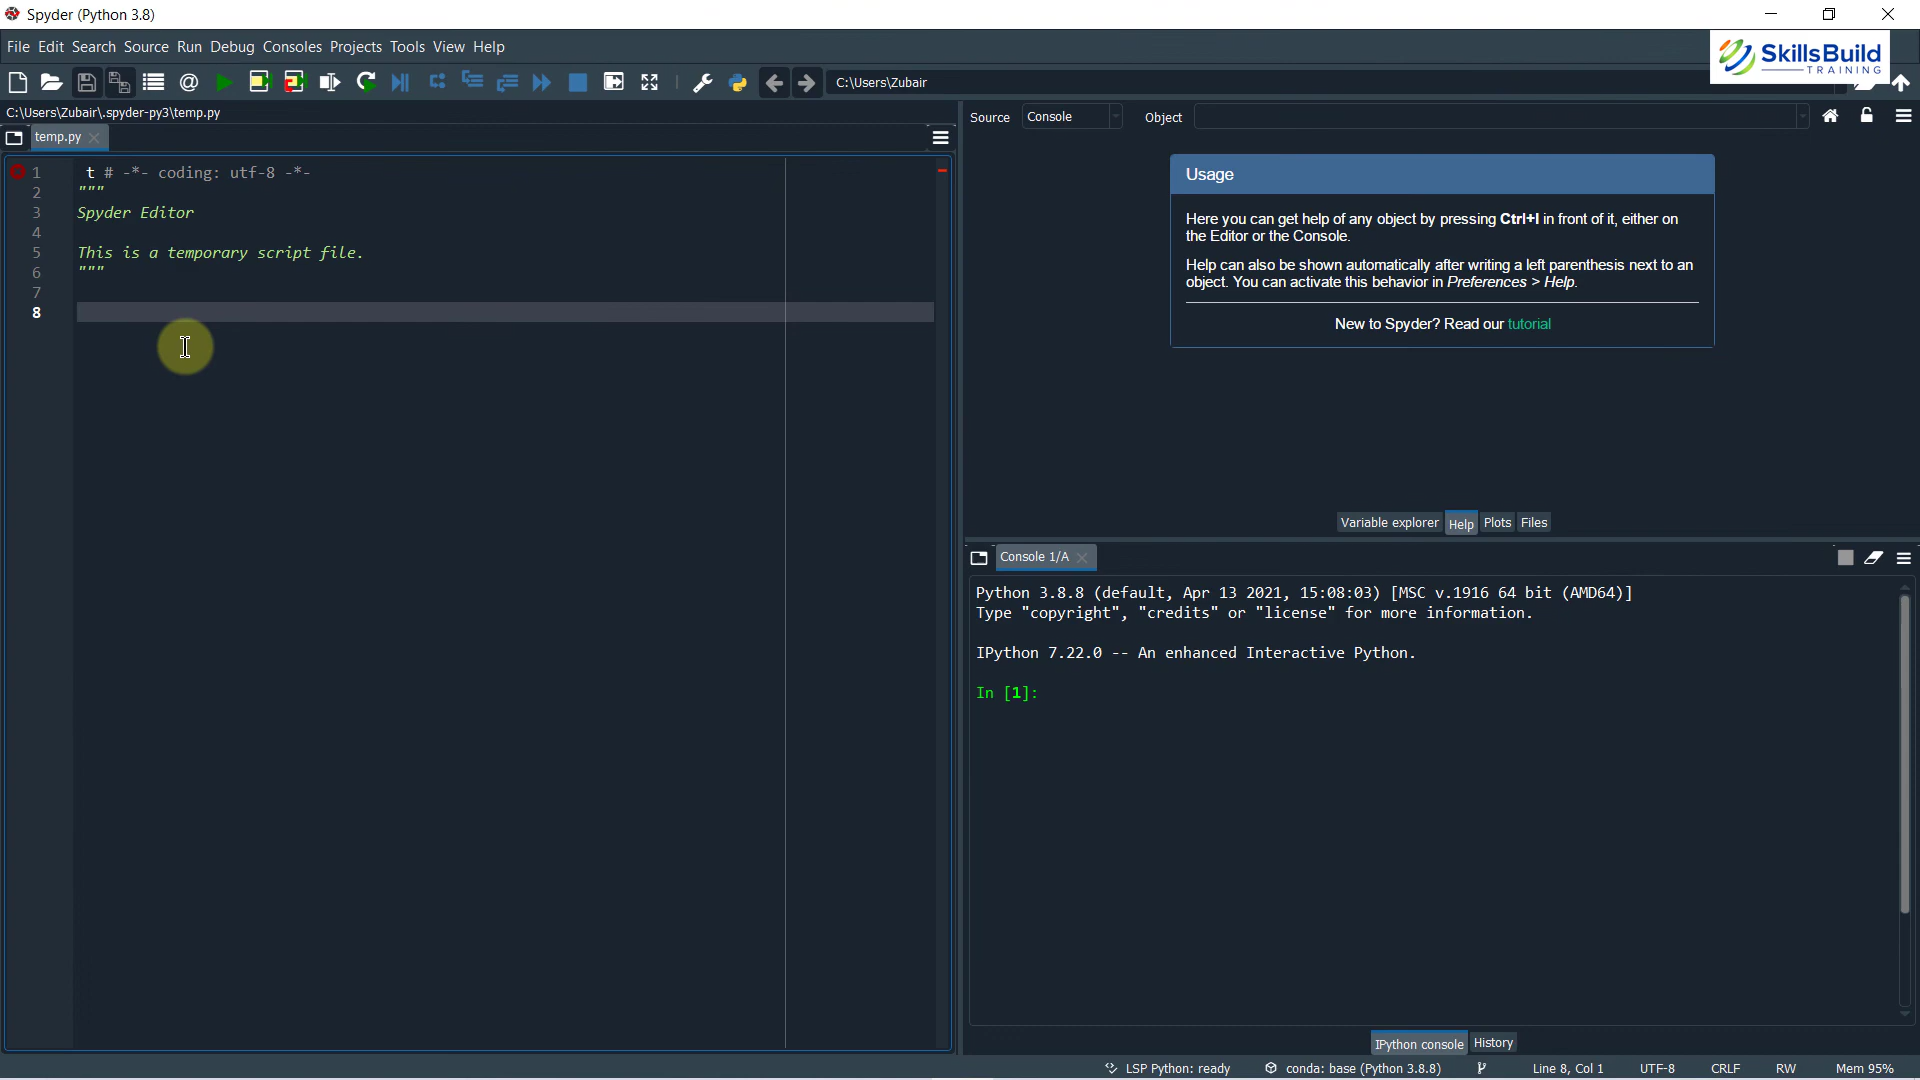 Spyder (Python 3.8)
File Edit Search Source Run Debug Consoles Projects Tools View Help
SkillsBuild
TRAINING
C:\Users\Zubair
C:\Users\Zubair\.spyder-py3\temp.py
temp.py
1 t # -*- coding: utf-8 -*-
2 """
3 Spyder Editor
4
5 This is a temporary script file.
6 """
7
8
Source Console Object
Usage
Here you can get help of any object by pressing Ctrl+I in front of it, either on
the Editor or the Console.
Help can also be shown automatically after writing a left parenthesis next to an
object. You can activate this behavior in Preferences > Help.
New to Spyder? Read our tutorial
Variable explorer Help Plots Files
Console 1/A
Python 3.8.8 (default, Apr 13 2021, 15:08:03) [MSC v.1916 64 bit (AMD64)]
Type "copyright", "credits" or "license" for more information.
IPython 7.22.0 -- An enhanced Interactive Python.
In [1]:
IPython console History
LSP Python: ready conda: base (Python 3.8.8) Line 8, Col 1 UTF-8 CRLF RW Mem 95%